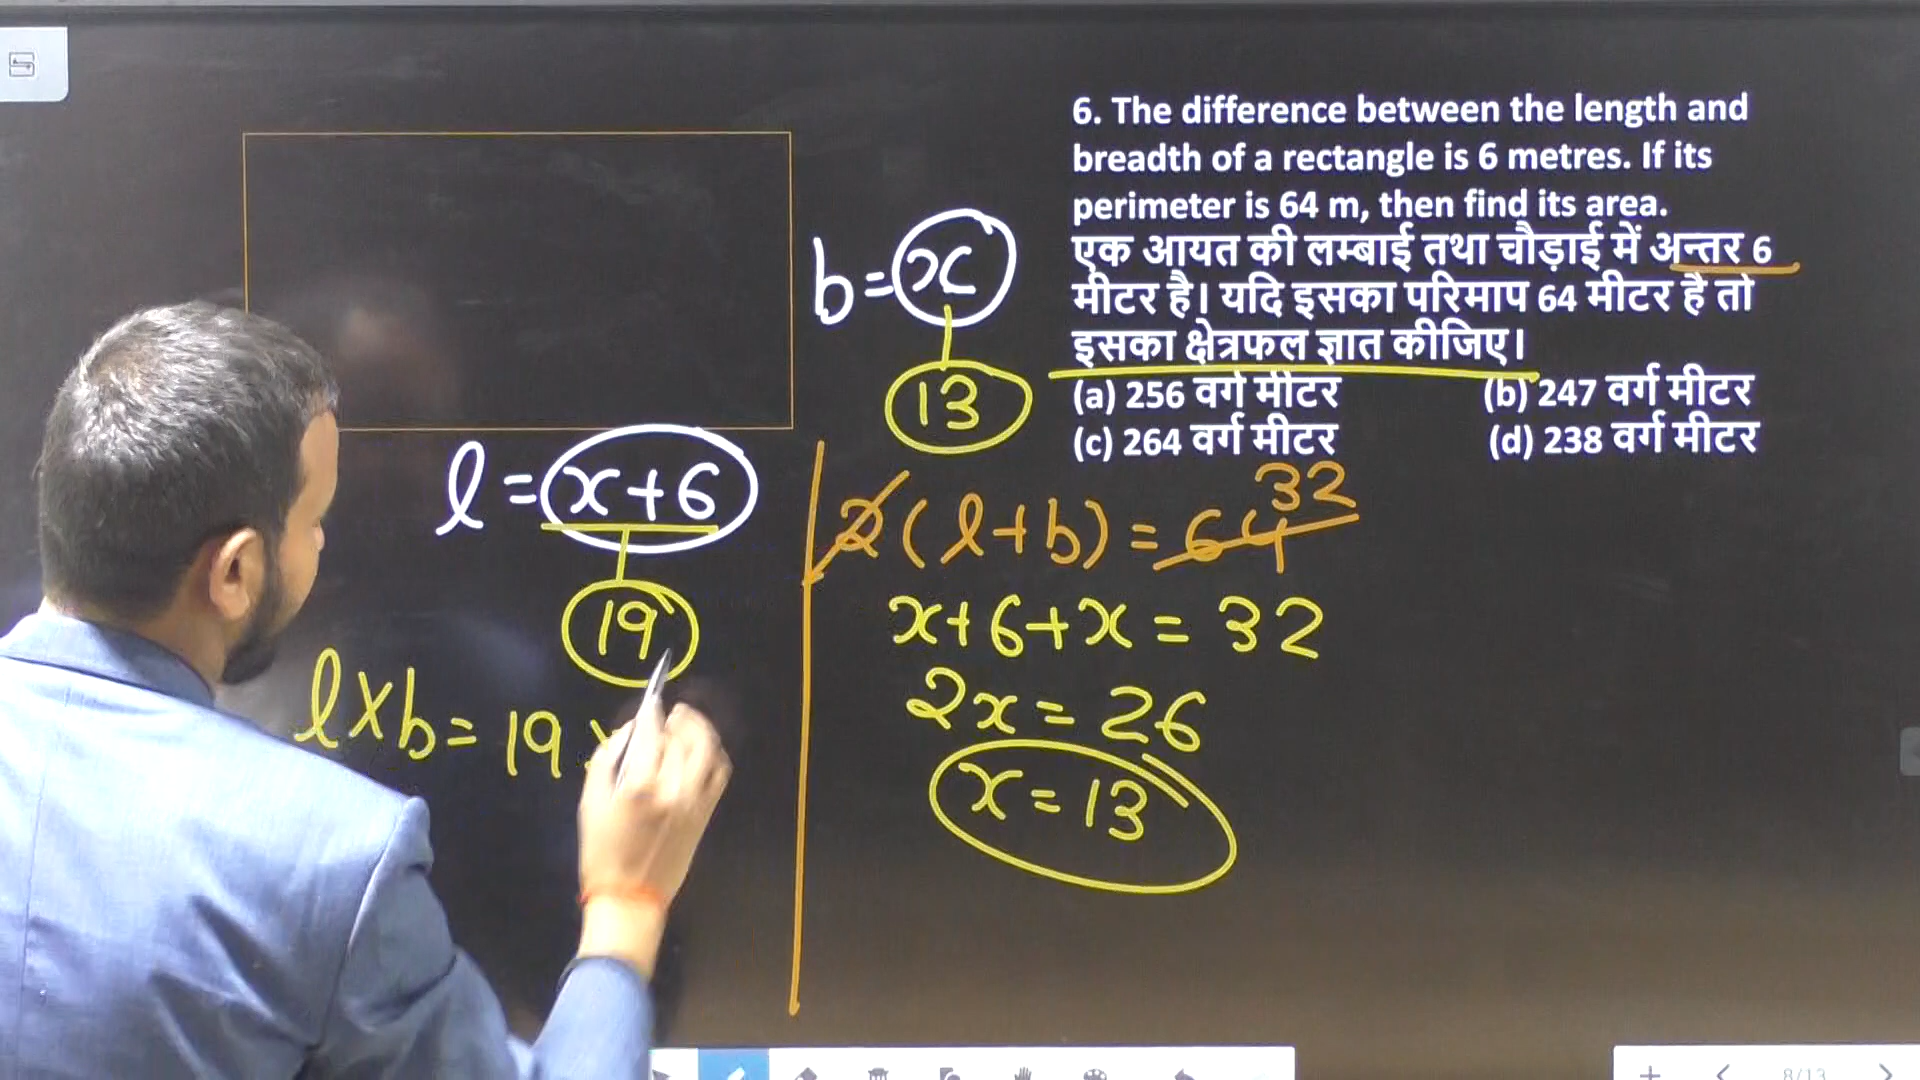 6. The difference between the length and
breadth of a rectangle is 6 metres. If its
perimeter is 64 m, then find its area.
एक आयत की लम्बाई तथा चौड़ाई में अन्तर 6
मीटर है। यदि इसका परिमाप 64 मीटर है तो
इसका क्षेत्रफल ज्ञात कीजिए।
(a) 256 वर्ग मीटर (b) 247 वर्ग मीटर
(c) 264 वर्ग मीटर (d) 238 वर्ग मीटर
b = x
13
l = x+6
19
l x b = 19 x
2 ( l + b ) = 64 32
x + 6 + x = 32
2x = 26
x = 13
8/13